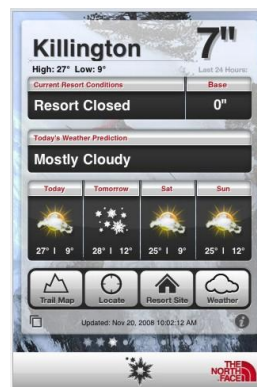 Killington
7"
High: 27° Low: 9°
Last 24 Hours:
Current Resort Conditions
Base
Resort Closed
0"
Today's Weather Prediction
Mostly Cloudy
Today
Tomorrow
Sat
Sun
27° | 9°
28° | 12°
25° | 9°
25° | 12°
Trail Map
Locate
Resort Site
Weather
Updated: Nov 20, 2008 10:02:12 AM
i
THE
NORTH
FACE